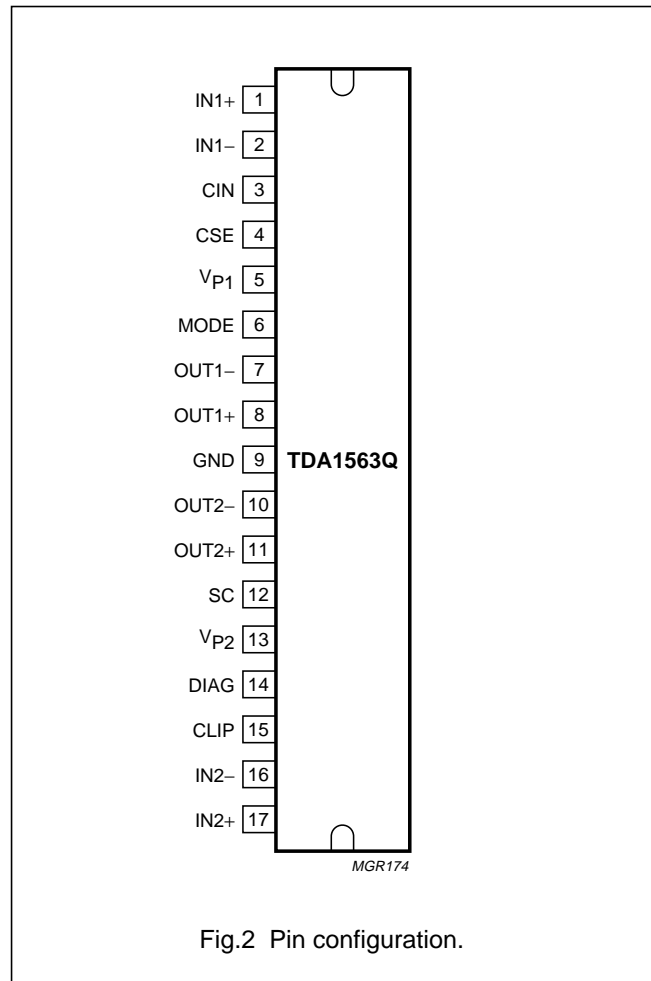 IN1+ 1
IN1− 2
CIN 3
CSE 4
VP1 5
MODE 6
OUT1− 7
OUT1+ 8
GND 9 TDA1563Q
OUT2− 10
OUT2+ 11
SC 12
VP2 13
DIAG 14
CLIP 15
IN2− 16
IN2+ 17
MGR174
Fig.2 Pin configuration.